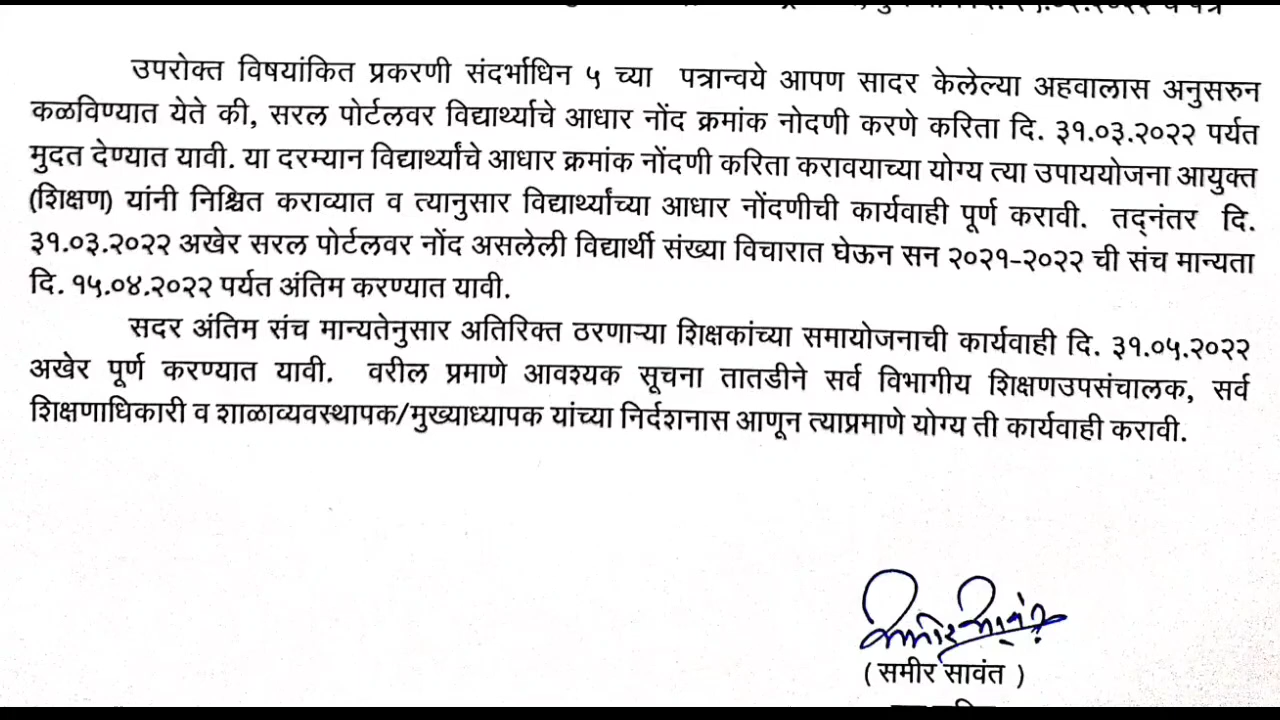 उपरोक्त विषयांकित प्रकरणी संदर्भाधिन ५ च्या पत्रान्वये आपण सादर केलेल्या अहवालास अनुसरुन
कळविण्यात येते की, सरल पोर्टलवर विद्यार्थ्याचे आधार नोंद क्रमांक नोदणी करणे करिता दि. ३१.०३.२०२२ पर्यत
मुदत देण्यात यावी. या दरम्यान विद्यार्थ्यांचे आधार क्रमांक नोंदणी करिता करावयाच्या योग्य त्या उपाययोजना आयुक्त
(शिक्षण) यांनी निश्चित कराव्यात व त्यानुसार विद्यार्थ्यांच्या आधार नोंदणीची कार्यवाही पूर्ण करावी. तद्नंतर दि.
३१.०३.२०२२ अखेर सरल पोर्टलवर नोंद असलेली विद्यार्थी संख्या विचारात घेऊन सन २०२१-२०२२ ची संच मान्यता
दि. १५.०४.२०२२ पर्यत अंतिम करण्यात यावी.
सदर अंतिम संच मान्यतेनुसार अतिरिक्त ठरणाऱ्या शिक्षकांच्या समायोजनाची कार्यवाही दि. ३१.०५.२०२२
अखेर पूर्ण करण्यात यावी. वरील प्रमाणे आवश्यक सूचना तातडीने सर्व विभागीय शिक्षणउपसंचालक, सर्व
शिक्षणाधिकारी व शाळाव्यवस्थापक/मुख्याध्यापक यांच्या निर्दशनास आणून त्याप्रमाणे योग्य ती कार्यवाही करावी.
(समीर सावंत )